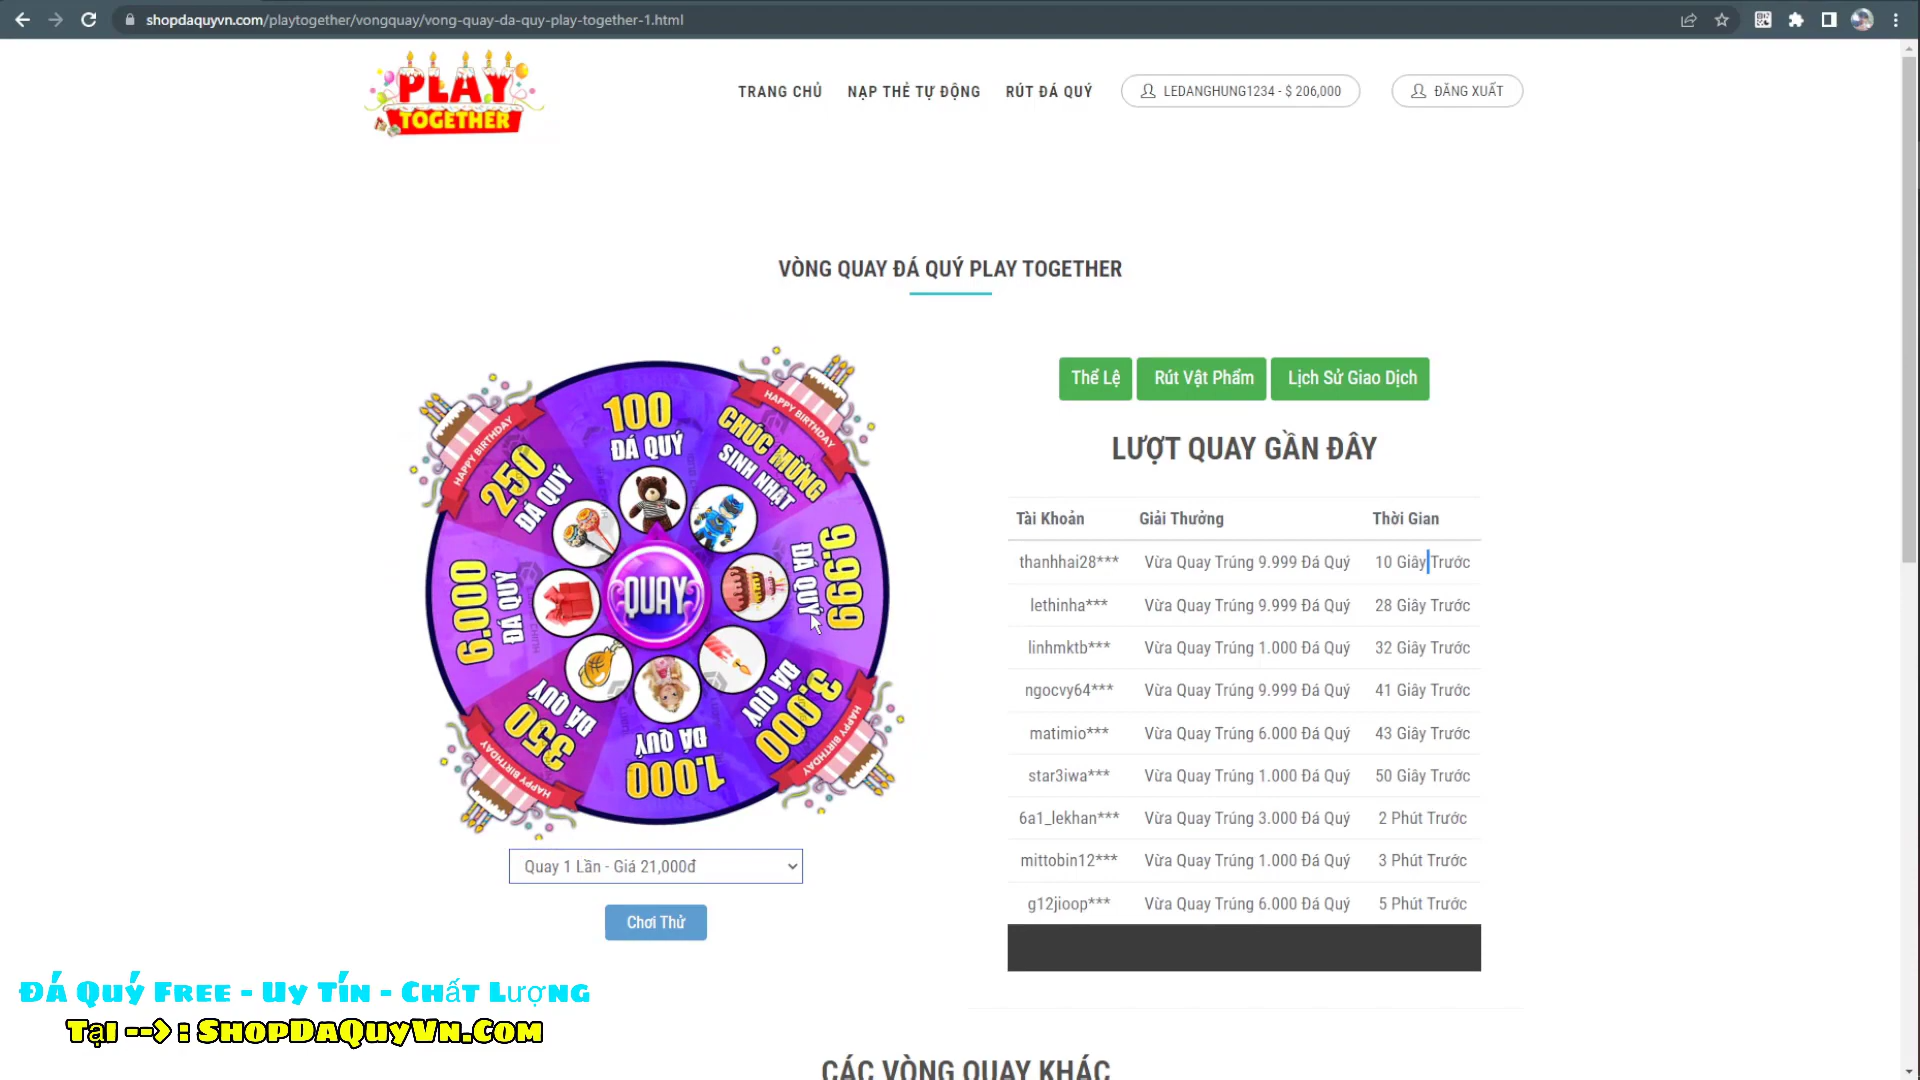 shopdaquyvn.com/playtogether/vongquay/vong-quay-da-quy-play-together-1.html
PLAY
TOGETHER
TRANG CHỦ
NẠP THẺ TỰ ĐỘNG
RÚT ĐÁ QUÝ
LEDANGHUNG1234 - $ 206,000
ĐĂNG XUẤT
VÒNG QUAY ĐÁ QUÝ PLAY TOGETHER
HAPPY BIRTHDAY
HAPPY BIRTHDAY
HAPPY BIRTHDAY
HAPPY BIRTHDAY
100
ĐÁ QUÝ
CHÚC MỪNG
SINH NHẬT
9.999
ĐÁ QUÝ
3.000
ĐÁ QUÝ
1.000
ĐÁ QUÝ
350
ĐÁ QUÝ
6.000
ĐÁ QUÝ
250
ĐÁ QUÝ
QUAY
Quay 1 Lần - Giá 21,000đ
Chơi Thử
Thể Lệ Rút Vật Phẩm Lịch Sử Giao Dịch
LƯỢT QUAY GẦN ĐÂY
Tài Khoản Giải Thưởng Thời Gian
thanhhai28*** Vừa Quay Trúng 9.999 Đá Quý 10 Giây Trước
lethinha*** Vừa Quay Trúng 9.999 Đá Quý 28 Giây Trước
linhmktb*** Vừa Quay Trúng 1.000 Đá Quý 32 Giây Trước
ngocvy64*** Vừa Quay Trúng 9.999 Đá Quý 41 Giây Trước
matimio*** Vừa Quay Trúng 6.000 Đá Quý 43 Giây Trước
star3iwa*** Vừa Quay Trúng 1.000 Đá Quý 50 Giây Trước
6a1_lekhan*** Vừa Quay Trúng 3.000 Đá Quý 2 Phút Trước
mittobin12*** Vừa Quay Trúng 1.000 Đá Quý 3 Phút Trước
g12jioop*** Vừa Quay Trúng 6.000 Đá Quý 5 Phút Trước
Đá Quý Free - Uy Tín - Chất Lượng
Tại --> : ShopDaQuyVn.Com
CÁC VÒNG QUAY KHÁC